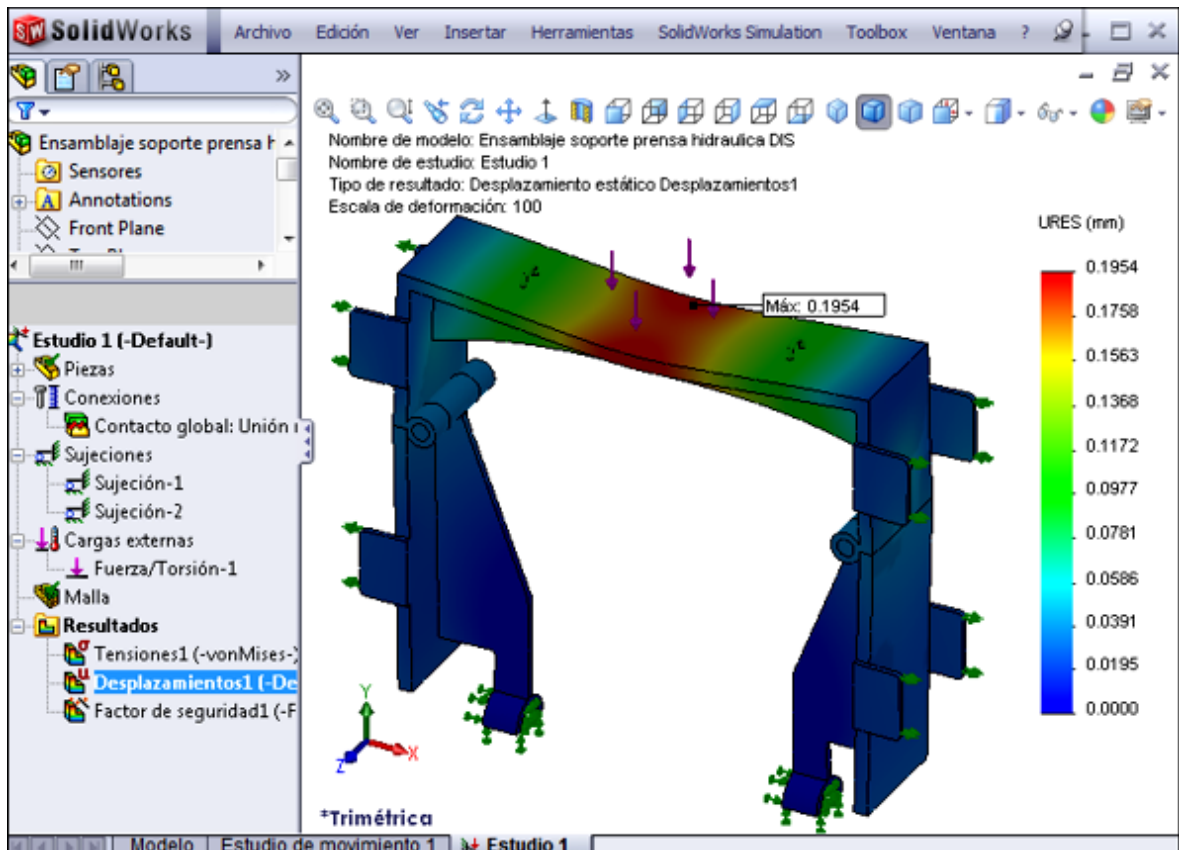 SolidWorks Archivo Edición Ver Insertar Herramientas SolidWorks Simulation Toolbox Ventana ?
Ensamblaje soporte prensa
Sensores
Annotations
Front Plane
Estudio 1 (-Default-)
Piezas
Conexiones
Contacto global: Unión
Sujeciones
Sujeción-1
Sujeción-2
Cargas externas
Fuerza/Torsión-1
Malla
Resultados
Tensiones1 (-vonMises-)
Desplazamientos1 (-De
Factor de seguridad1 (-F
Nombre de modelo: Ensamblaje soporte prensa hidraulica DIS
Nombre de estudio: Estudio 1
Tipo de resultado: Desplazamiento estático Desplazamientos1
Escala de deformación: 100
Máx: 0.1954
URES (mm)
0.1954
0.1758
0.1563
0.1368
0.1172
0.0977
0.0781
0.0586
0.0391
0.0195
0.0000
Y
X
Z
*Trimétrica
Modelo Estudio de movimiento 1 Estudio 1